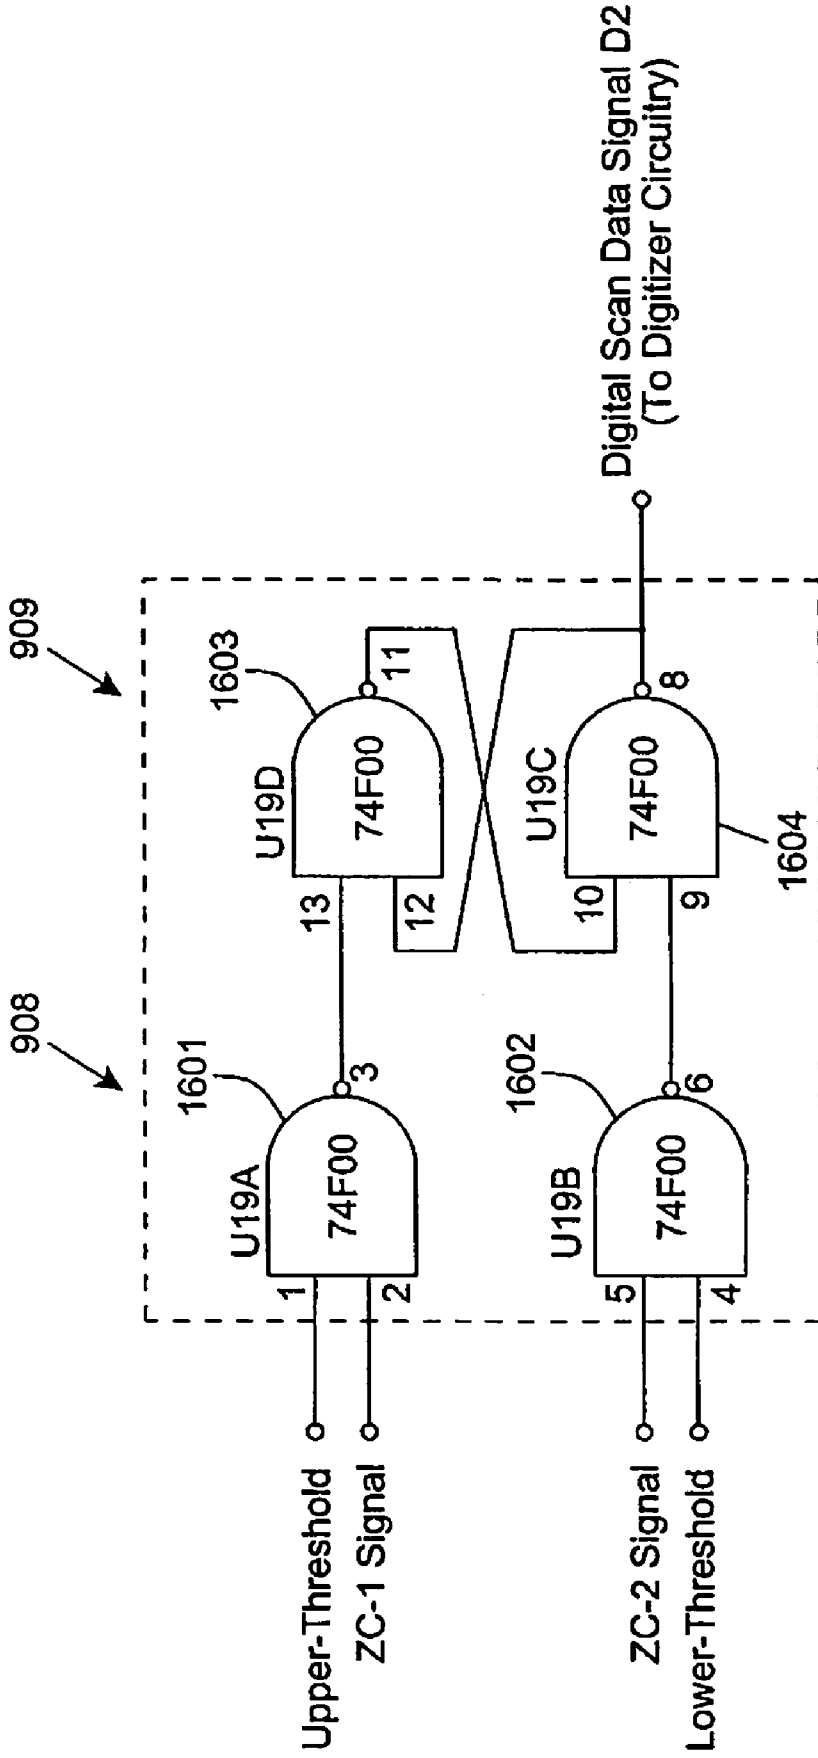 908
909
1601
1603
U19A
U19D
74F00
74F00
Upper-Threshold
1
3
13
11
ZC-1 Signal
2
12
1602
U19B
U19C
10
74F00
74F00
ZC-2 Signal
5
6
9
8
Lower-Threshold
4
1604
Digital Scan Data Signal D2
(To Digitizer Circuitry)